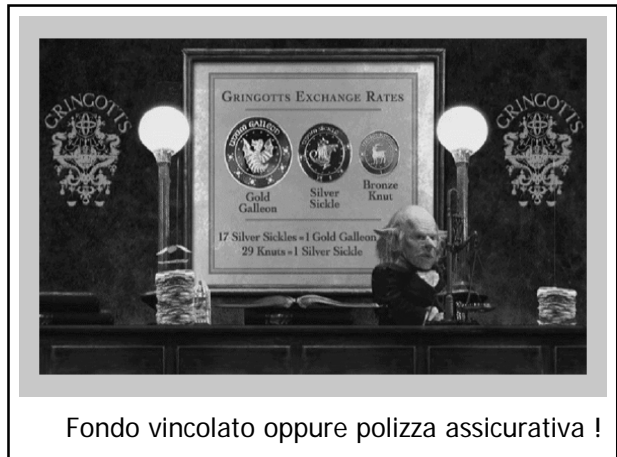 GRINGOTTS
GRINGOTTS
GRINGOTTS EXCHANGE RATES
Gold
Galleon
Silver
Sickle
Bronze
Knut
17 Silver Sickles = 1 Gold Galleon
29 Knuts = 1 Silver Sickle
Fondo vincolato oppure polizza assicurativa !